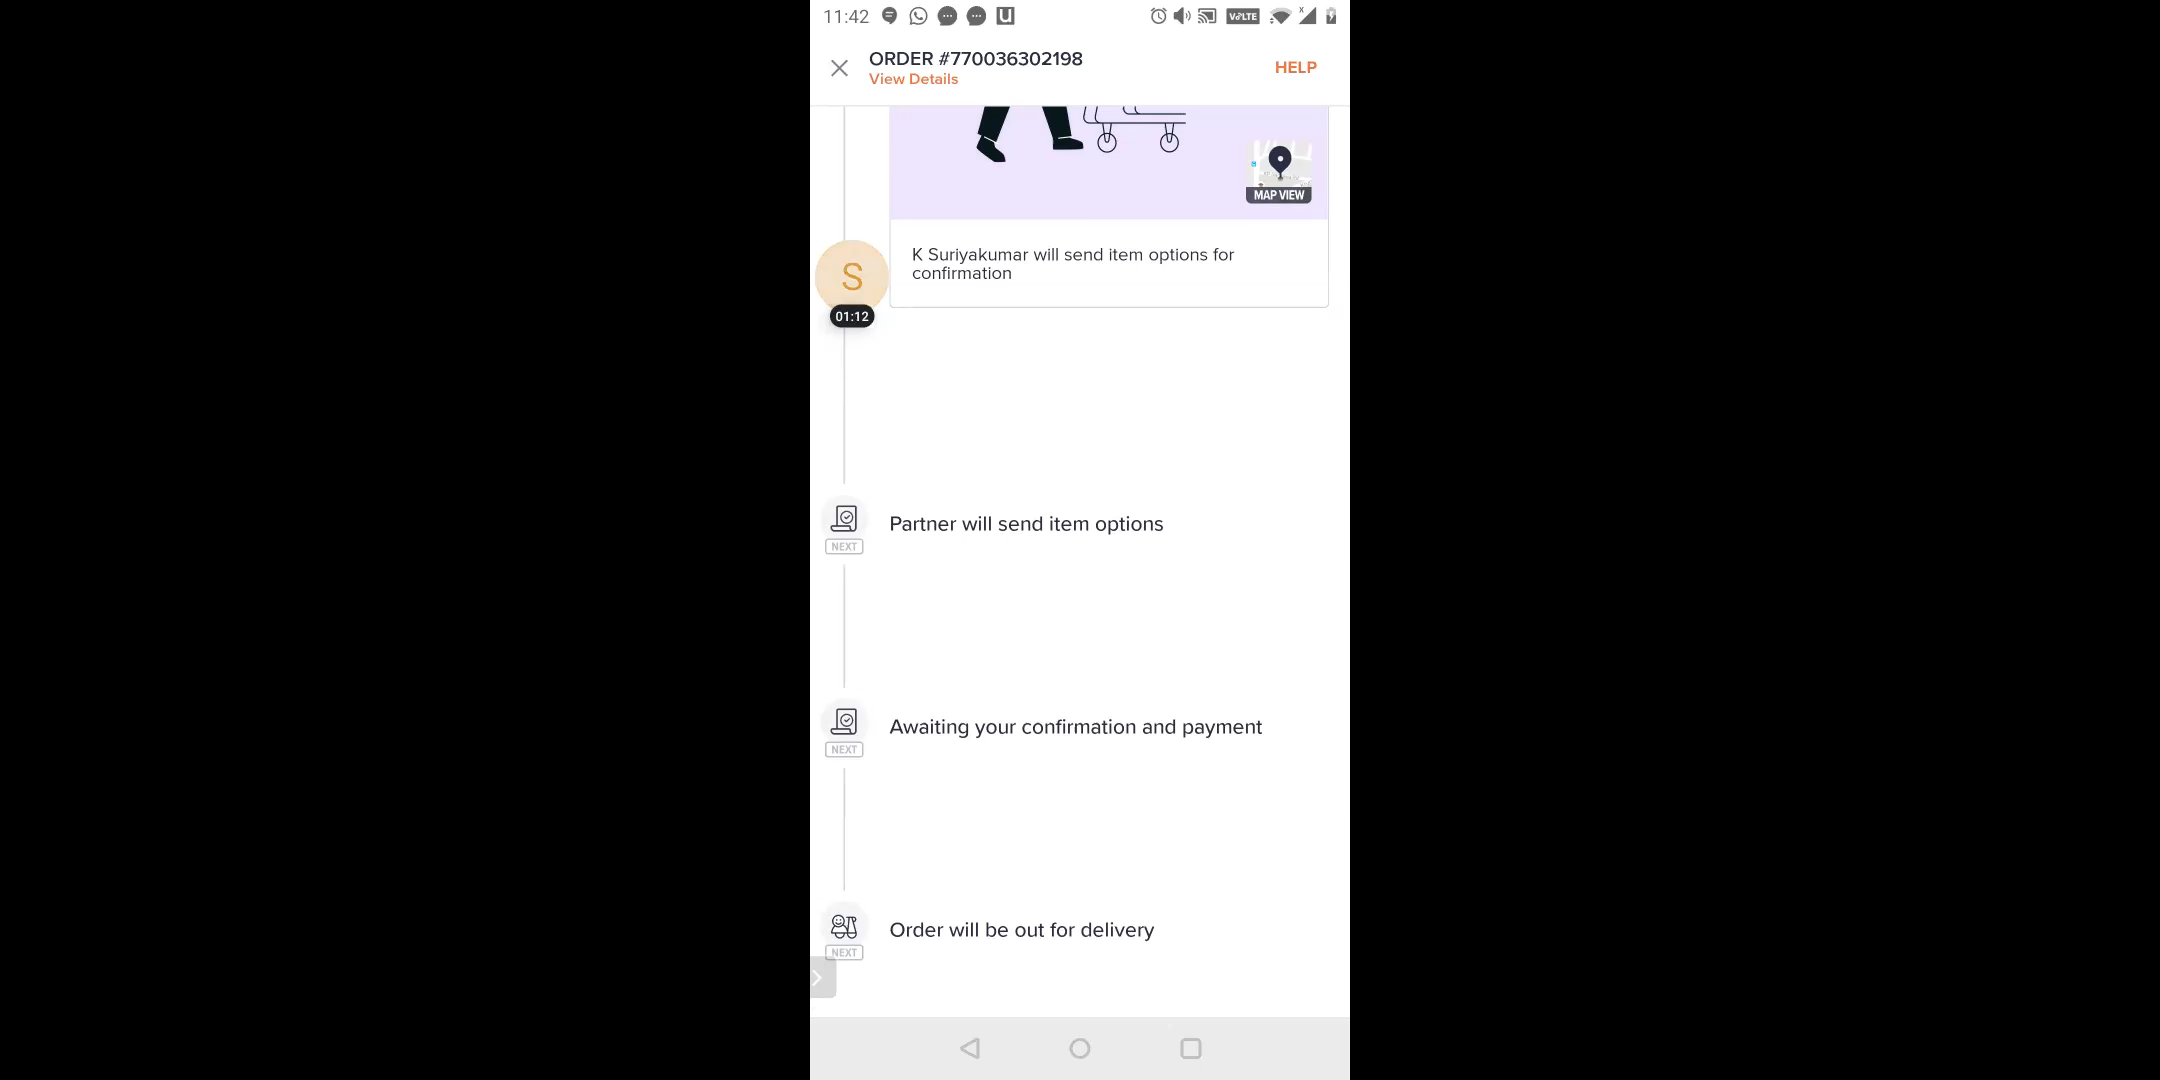 11:42
VoLTE
ORDER #770036302198
View Details
HELP
MAP VIEW
K Suriyakumar will send item options for
confirmation
S
01:12
Partner will send item options
NEXT
Awaiting your confirmation and payment
NEXT
Order will be out for delivery
NEXT